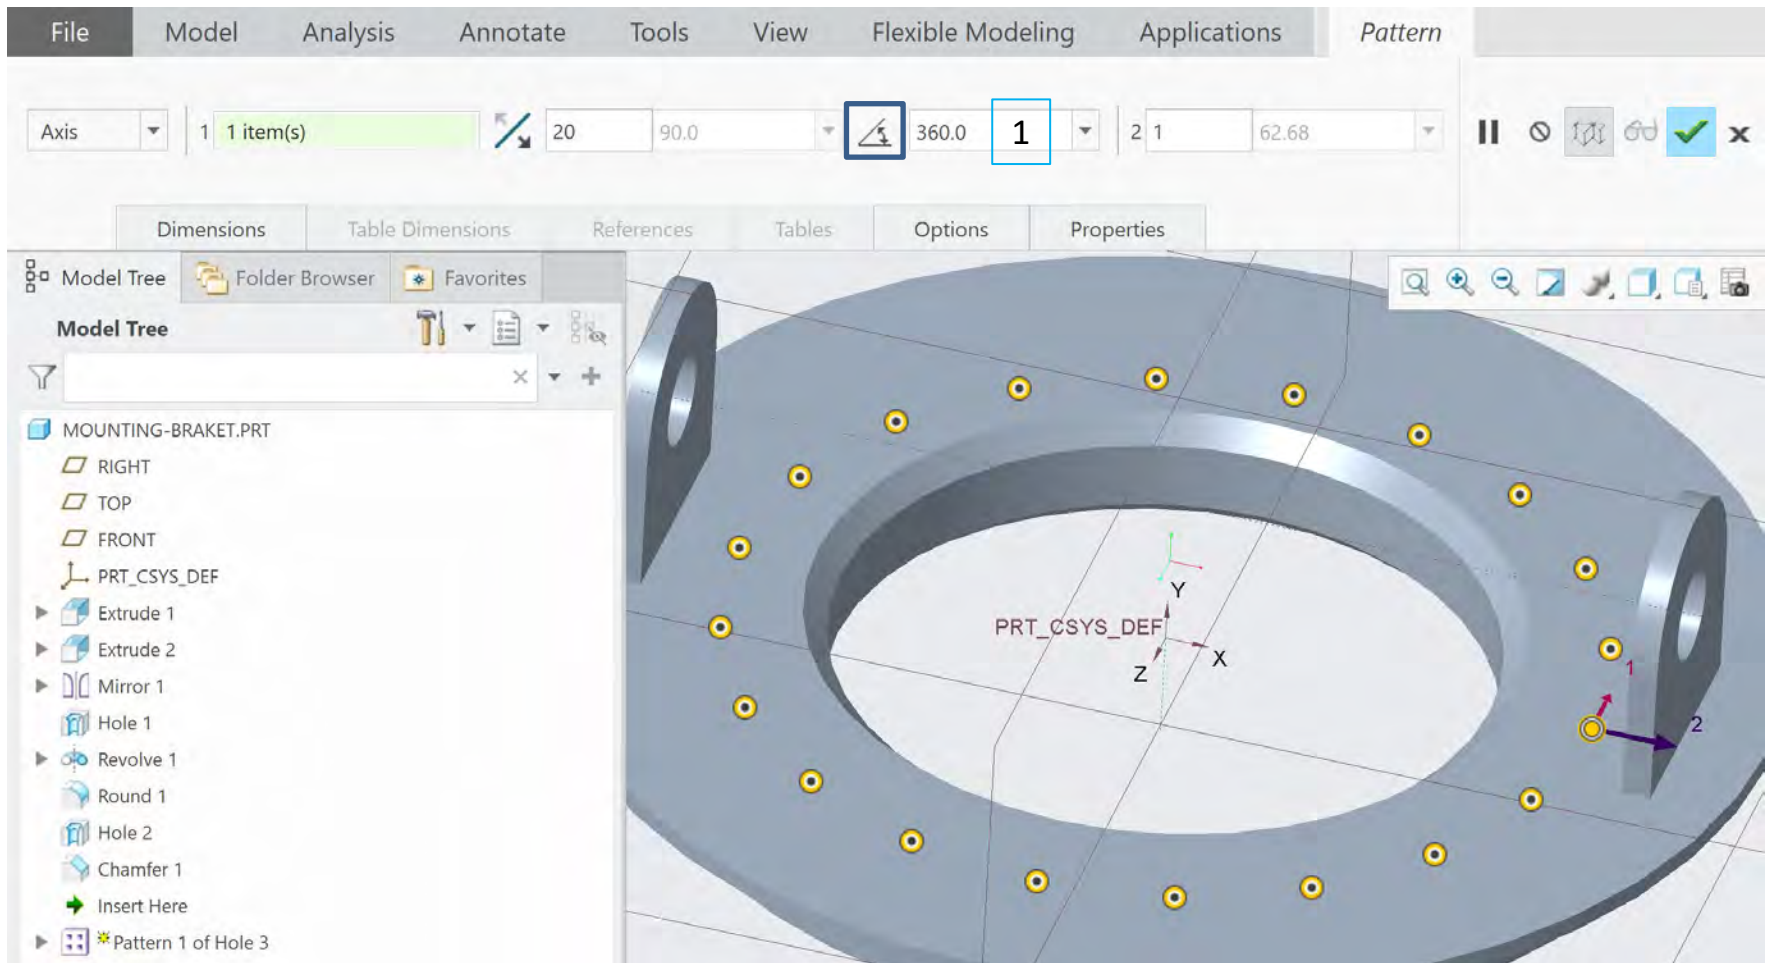 File Model Analysis Annotate Tools View Flexible Modeling Applications Pattern
Axis 1 1 item(s) 20 90.0 360.0 1 2 1 62.68
Dimensions Table Dimensions References Tables Options Properties
Model Tree Folder Browser Favorites
Model Tree
MOUNTING-BRAKET.PRT
RIGHT
TOP
FRONT
PRT_CSYS_DEF
Extrude 1
Extrude 2
Mirror 1
Hole 1
Revolve 1
Round 1
Hole 2
Chamfer 1
Insert Here
Pattern 1 of Hole 3
Y
PRT_CSYS_DEF
X
Z
1
2